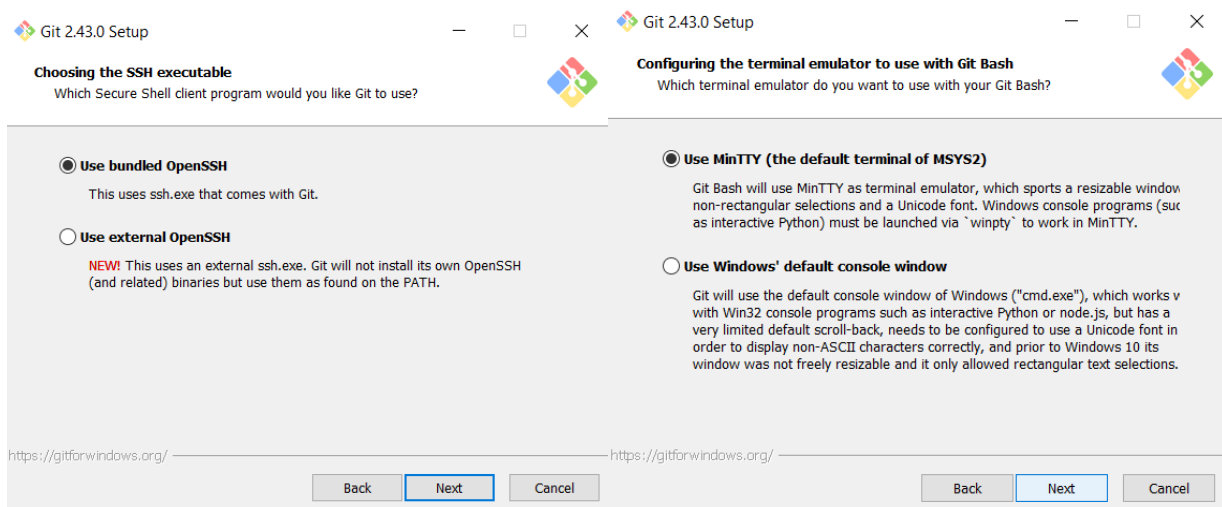 Git 2.43.0 Setup
Choosing the SSH executable
Which Secure Shell client program would you like Git to use?
Use bundled OpenSSH
This uses ssh.exe that comes with Git.
Use external OpenSSH
NEW! This uses an external ssh.exe. Git will not install its own OpenSSH
(and related) binaries but use them as found on the PATH.
https://gitforwindows.org/
Back
Next
Cancel
Git 2.43.0 Setup
Configuring the terminal emulator to use with Git Bash
Which terminal emulator do you want to use with your Git Bash?
Use MinTTY (the default terminal of MSYS2)
Git Bash will use MinTTY as terminal emulator, which sports a resizable window
non-rectangular selections and a Unicode font. Windows console programs (suc
as interactive Python) must be launched via `winpty` to work in MinTTY.
Use Windows' default console window
Git will use the default console window of Windows ("cmd.exe"), which works
with Win32 console programs such as interactive Python or node.js, but has a
very limited default scroll-back, needs to be configured to use a Unicode font in
order to display non-ASCII characters correctly, and prior to Windows 10 its
window was not freely resizable and it only allowed rectangular text selections.
https://gitforwindows.org/
Back
Next
Cancel